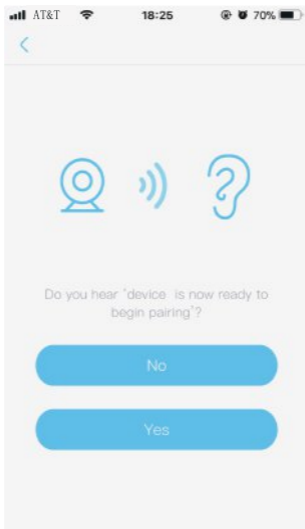 AT&T 18:25 70%
Do you hear 'device is now ready to
begin pairing'?
No
Yes